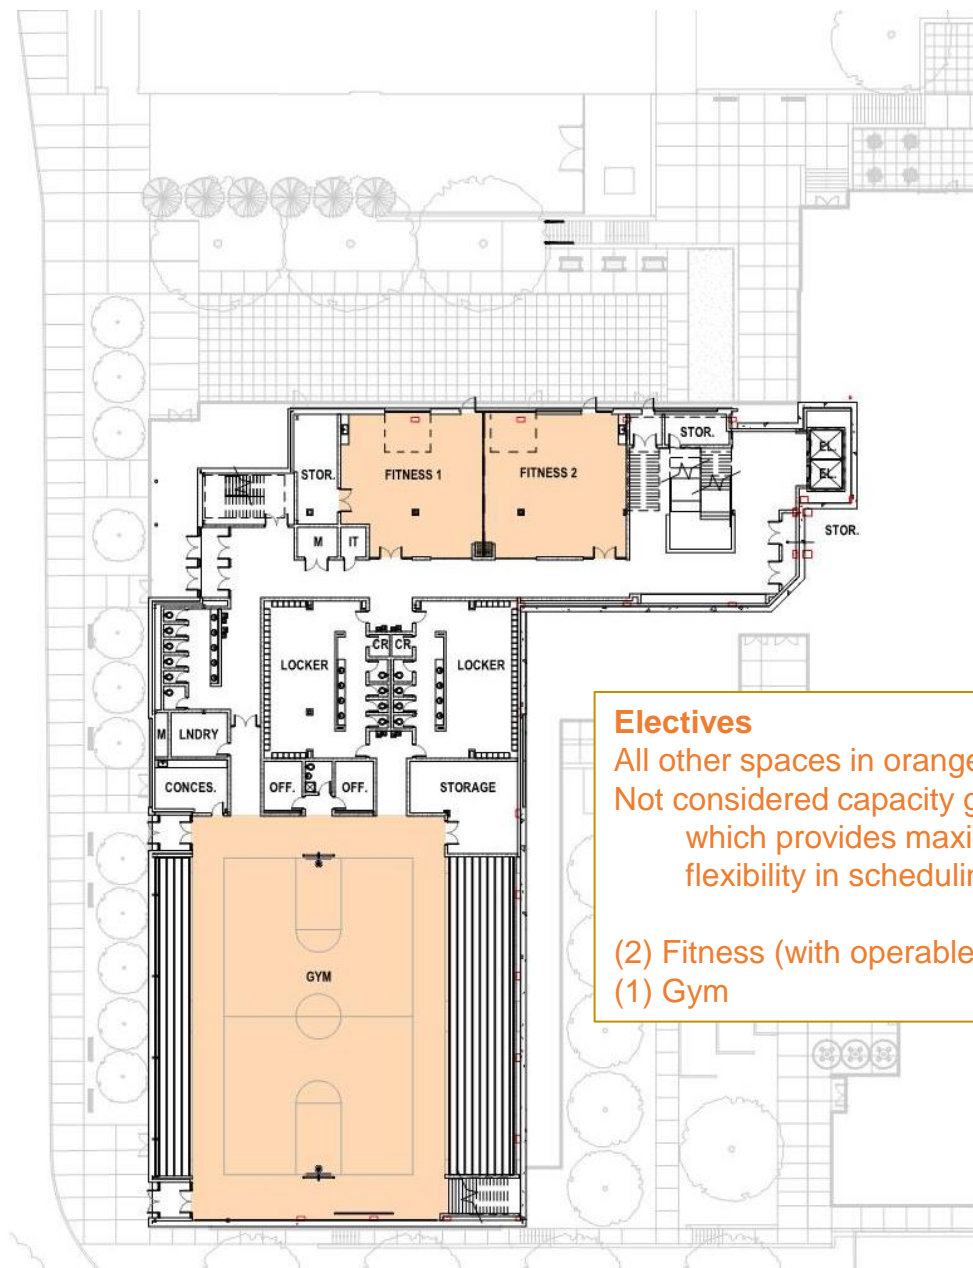 STOR.
EL.
EL.
STOR. FITNESS 1 FITNESS 2
STOR.
M IT
CR CR
LOCKER LOCKER
M LNDRY
CONCES. OFF. OFF. STORAGE
GYM
Electives
All other spaces in orange
Not considered capacity
which provides
flexibility in
(2) Fitness (with operable
(1) Gym